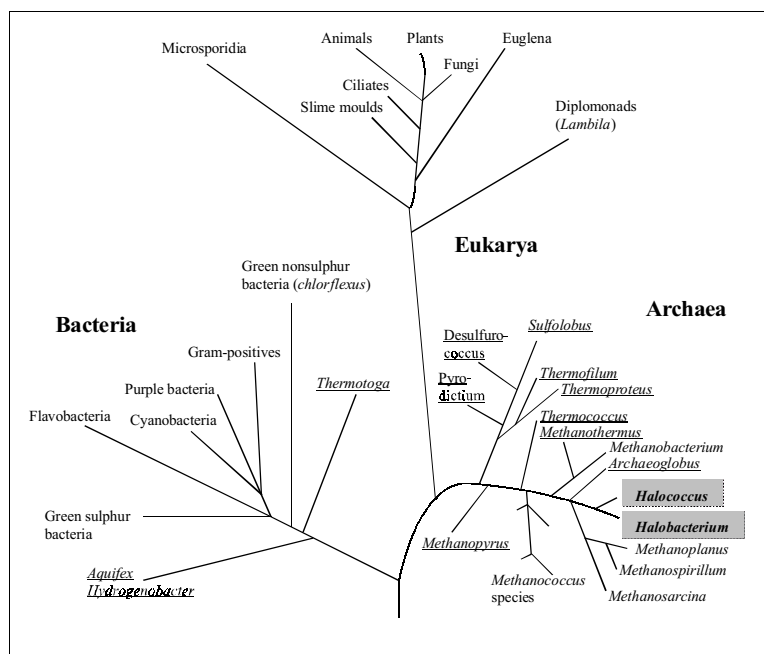 Microsporidia
Animals
Plants
Euglena
Fungi
Ciliates
Slime moulds
Diplomonads
(Lambila)
Eukarya
Green nonsulphur
bacteria (chlorflexus)
Bacteria
Gram-positives
Purple bacteria
Flavobacteria
Cyanobacteria
Thermotoga
Green sulphur
bacteria
Aquifex
Hydrogenobacter
Archaea
Sulfolobus
Desulfuro-
coccus
Pyro-
dictium
Thermofilum
Thermoproteus
Thermococcus
Methanothermus
Methanobacterium
Archaeoglobus
Halococcus
Halobacterium
Methanopyrus
Methanoplanus
Methanospirillum
Methanococcus
species
Methanosarcina